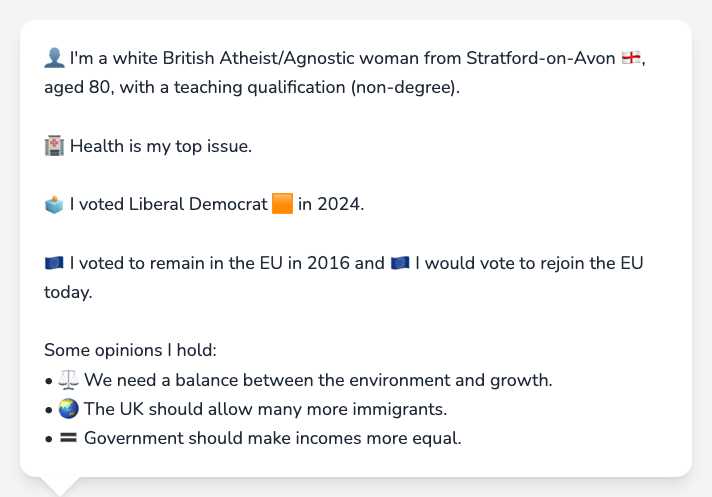 👤 I'm a white British Atheist/Agnostic woman from Stratford-on-Avon 🏴󠁧󠁢󠁥󠁮󠁧󠁿,
aged 80, with a teaching qualification (non-degree).
🏥 Health is my top issue.
🗳️ I voted Liberal Democrat 🟧 in 2024.
🇪🇺 I voted to remain in the EU in 2016 and 🇪🇺 I would vote to rejoin the EU
today.
Some opinions I hold:
• ⚖️ We need a balance between the environment and growth.
• 🌏 The UK should allow many more immigrants.
• 🟰 Government should make incomes more equal.